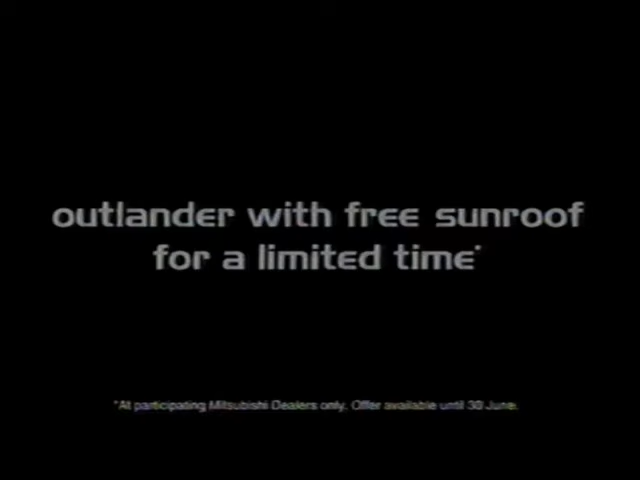 outlander with free sunroof
for a limited time*
*At participating Mitsubishi Dealers only. Offer available until 30 June.